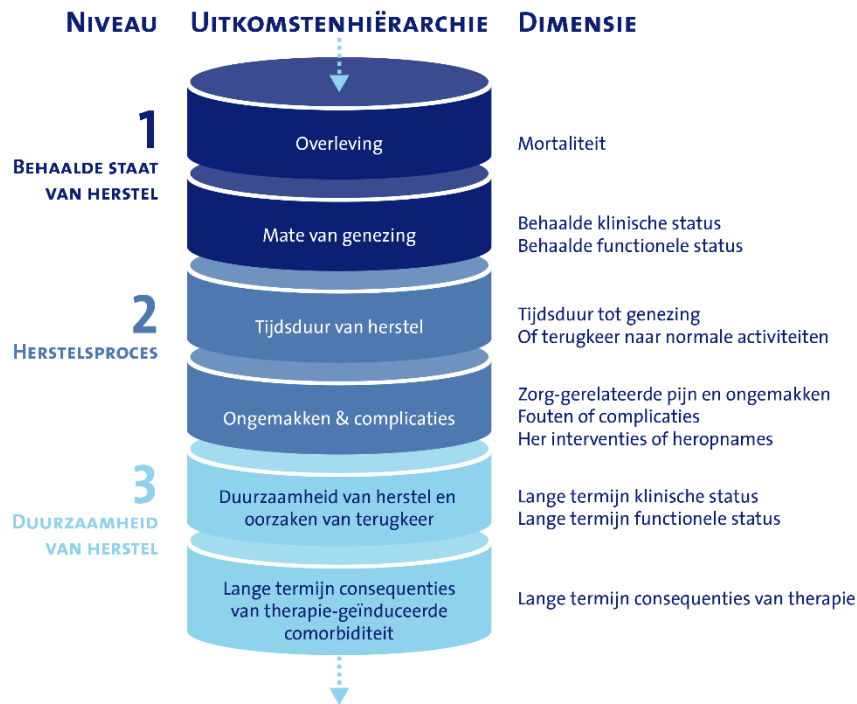 NIVEAU UITKOMSTENHIËRARCHIE DIMENSIE
1
BEHAALDE STAAT
VAN HERSTEL
Overleving
Mortaliteit
Mate van genezing
Behaalde klinische status
Behaalde functionele status
2
HERSTELSPROCES
Tijdsduur van herstel
Tijdsduur tot genezing
Of terugkeer naar normale activiteiten
Ongemakken & complicaties
Zorg-gerelateerde pijn en ongemakken
Fouten of complicaties
Her interventies of heropnames
3
DUURZAAMHEID
VAN HERSTEL
Duurzaamheid van herstel en
oorzaken van terugkeer
Lange termijn klinische status
Lange termijn functionele status
Lange termijn consequenties
van therapie-geïnduceerde
comorbiditeit
Lange termijn consequenties van therapie